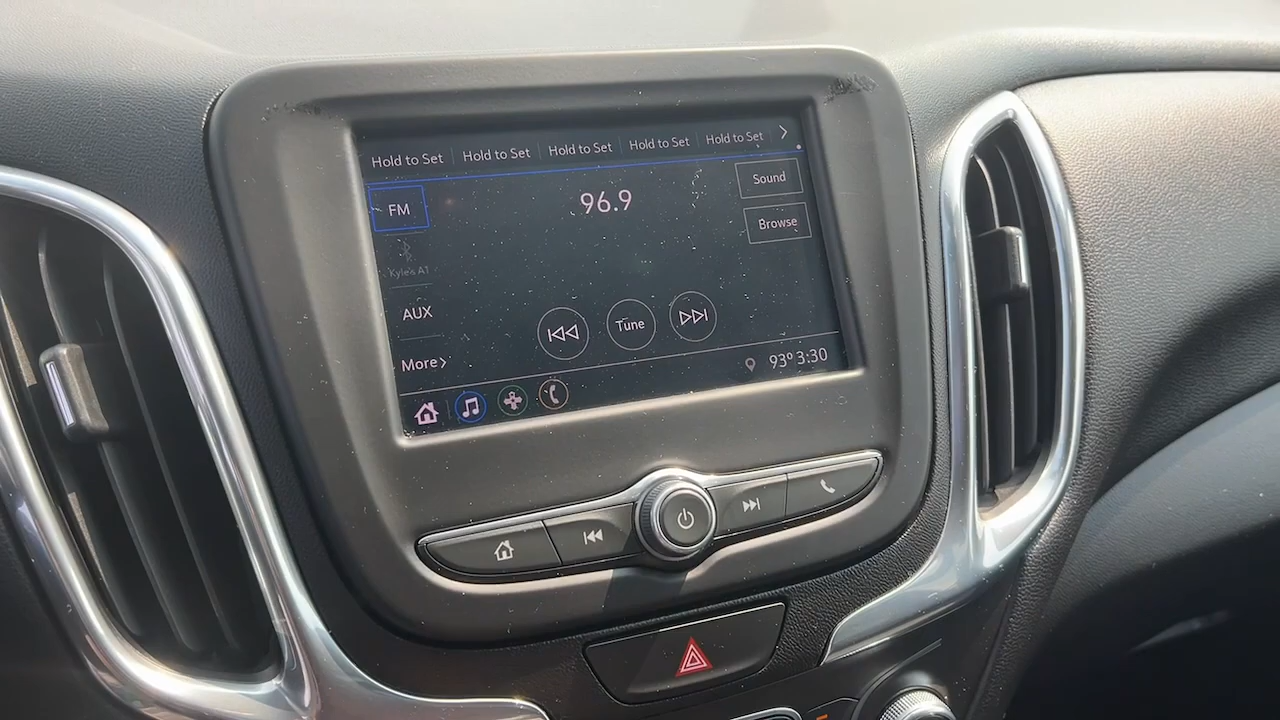 Hold to Set Hold to Set Hold to Set Hold to Set Hold to Set
FM 96.9 Sound
Browse
Kyle's A1
AUX
Tune
More
93° 3:30